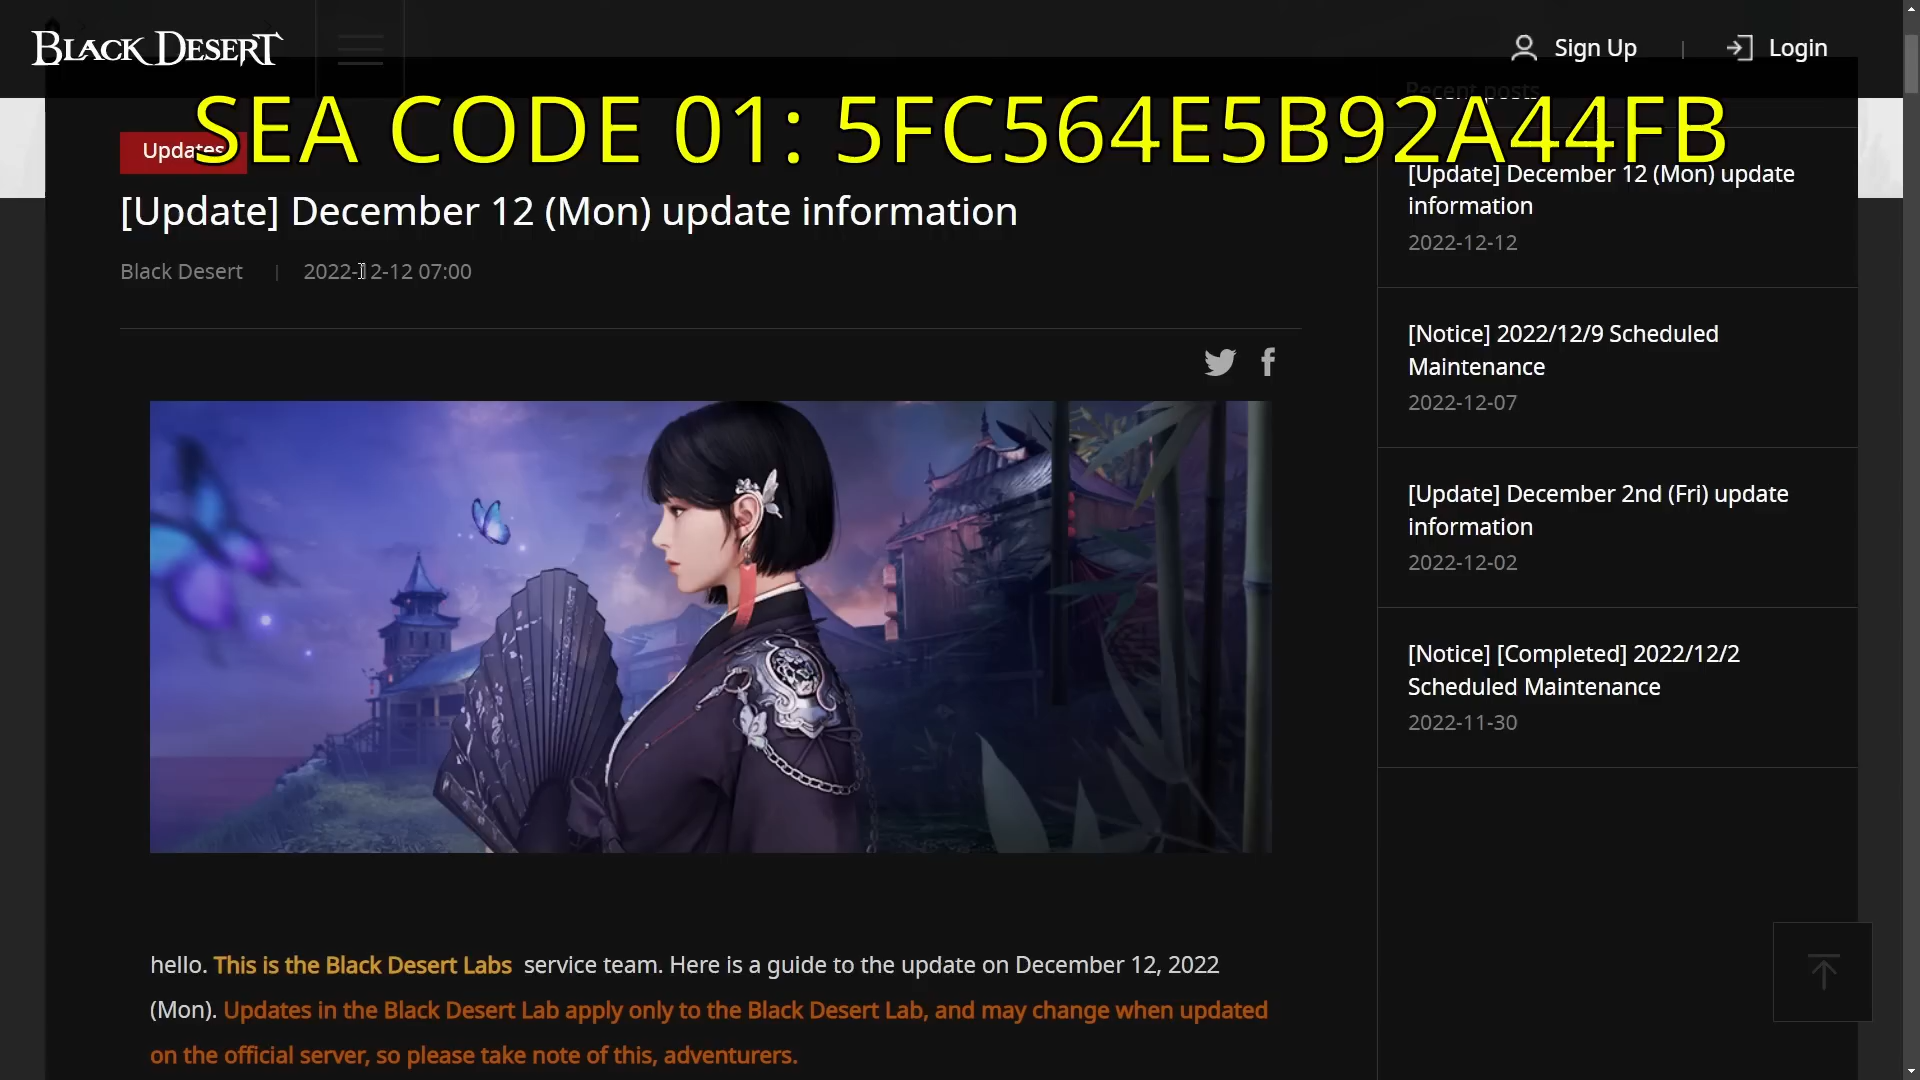 BLACK DESERT
Sign Up
Login
Recent posts
SEA CODE 01: 5FC564E5B92A44FB
Updates
[Update] December 12 (Mon) update information
Black Desert
2022-12-12 07:00
[Update] December 12 (Mon) update
information
2022-12-12
[Notice] 2022/12/9 Scheduled
Maintenance
2022-12-07
[Update] December 2nd (Fri) update
information
2022-12-02
[Notice] [Completed] 2022/12/2
Scheduled Maintenance
2022-11-30
hello. This is the Black Desert Labs service team. Here is a guide to the update on December 12, 2022
(Mon). Updates in the Black Desert Lab apply only to the Black Desert Lab, and may change when updated
on the official server, so please take note of this, adventurers.